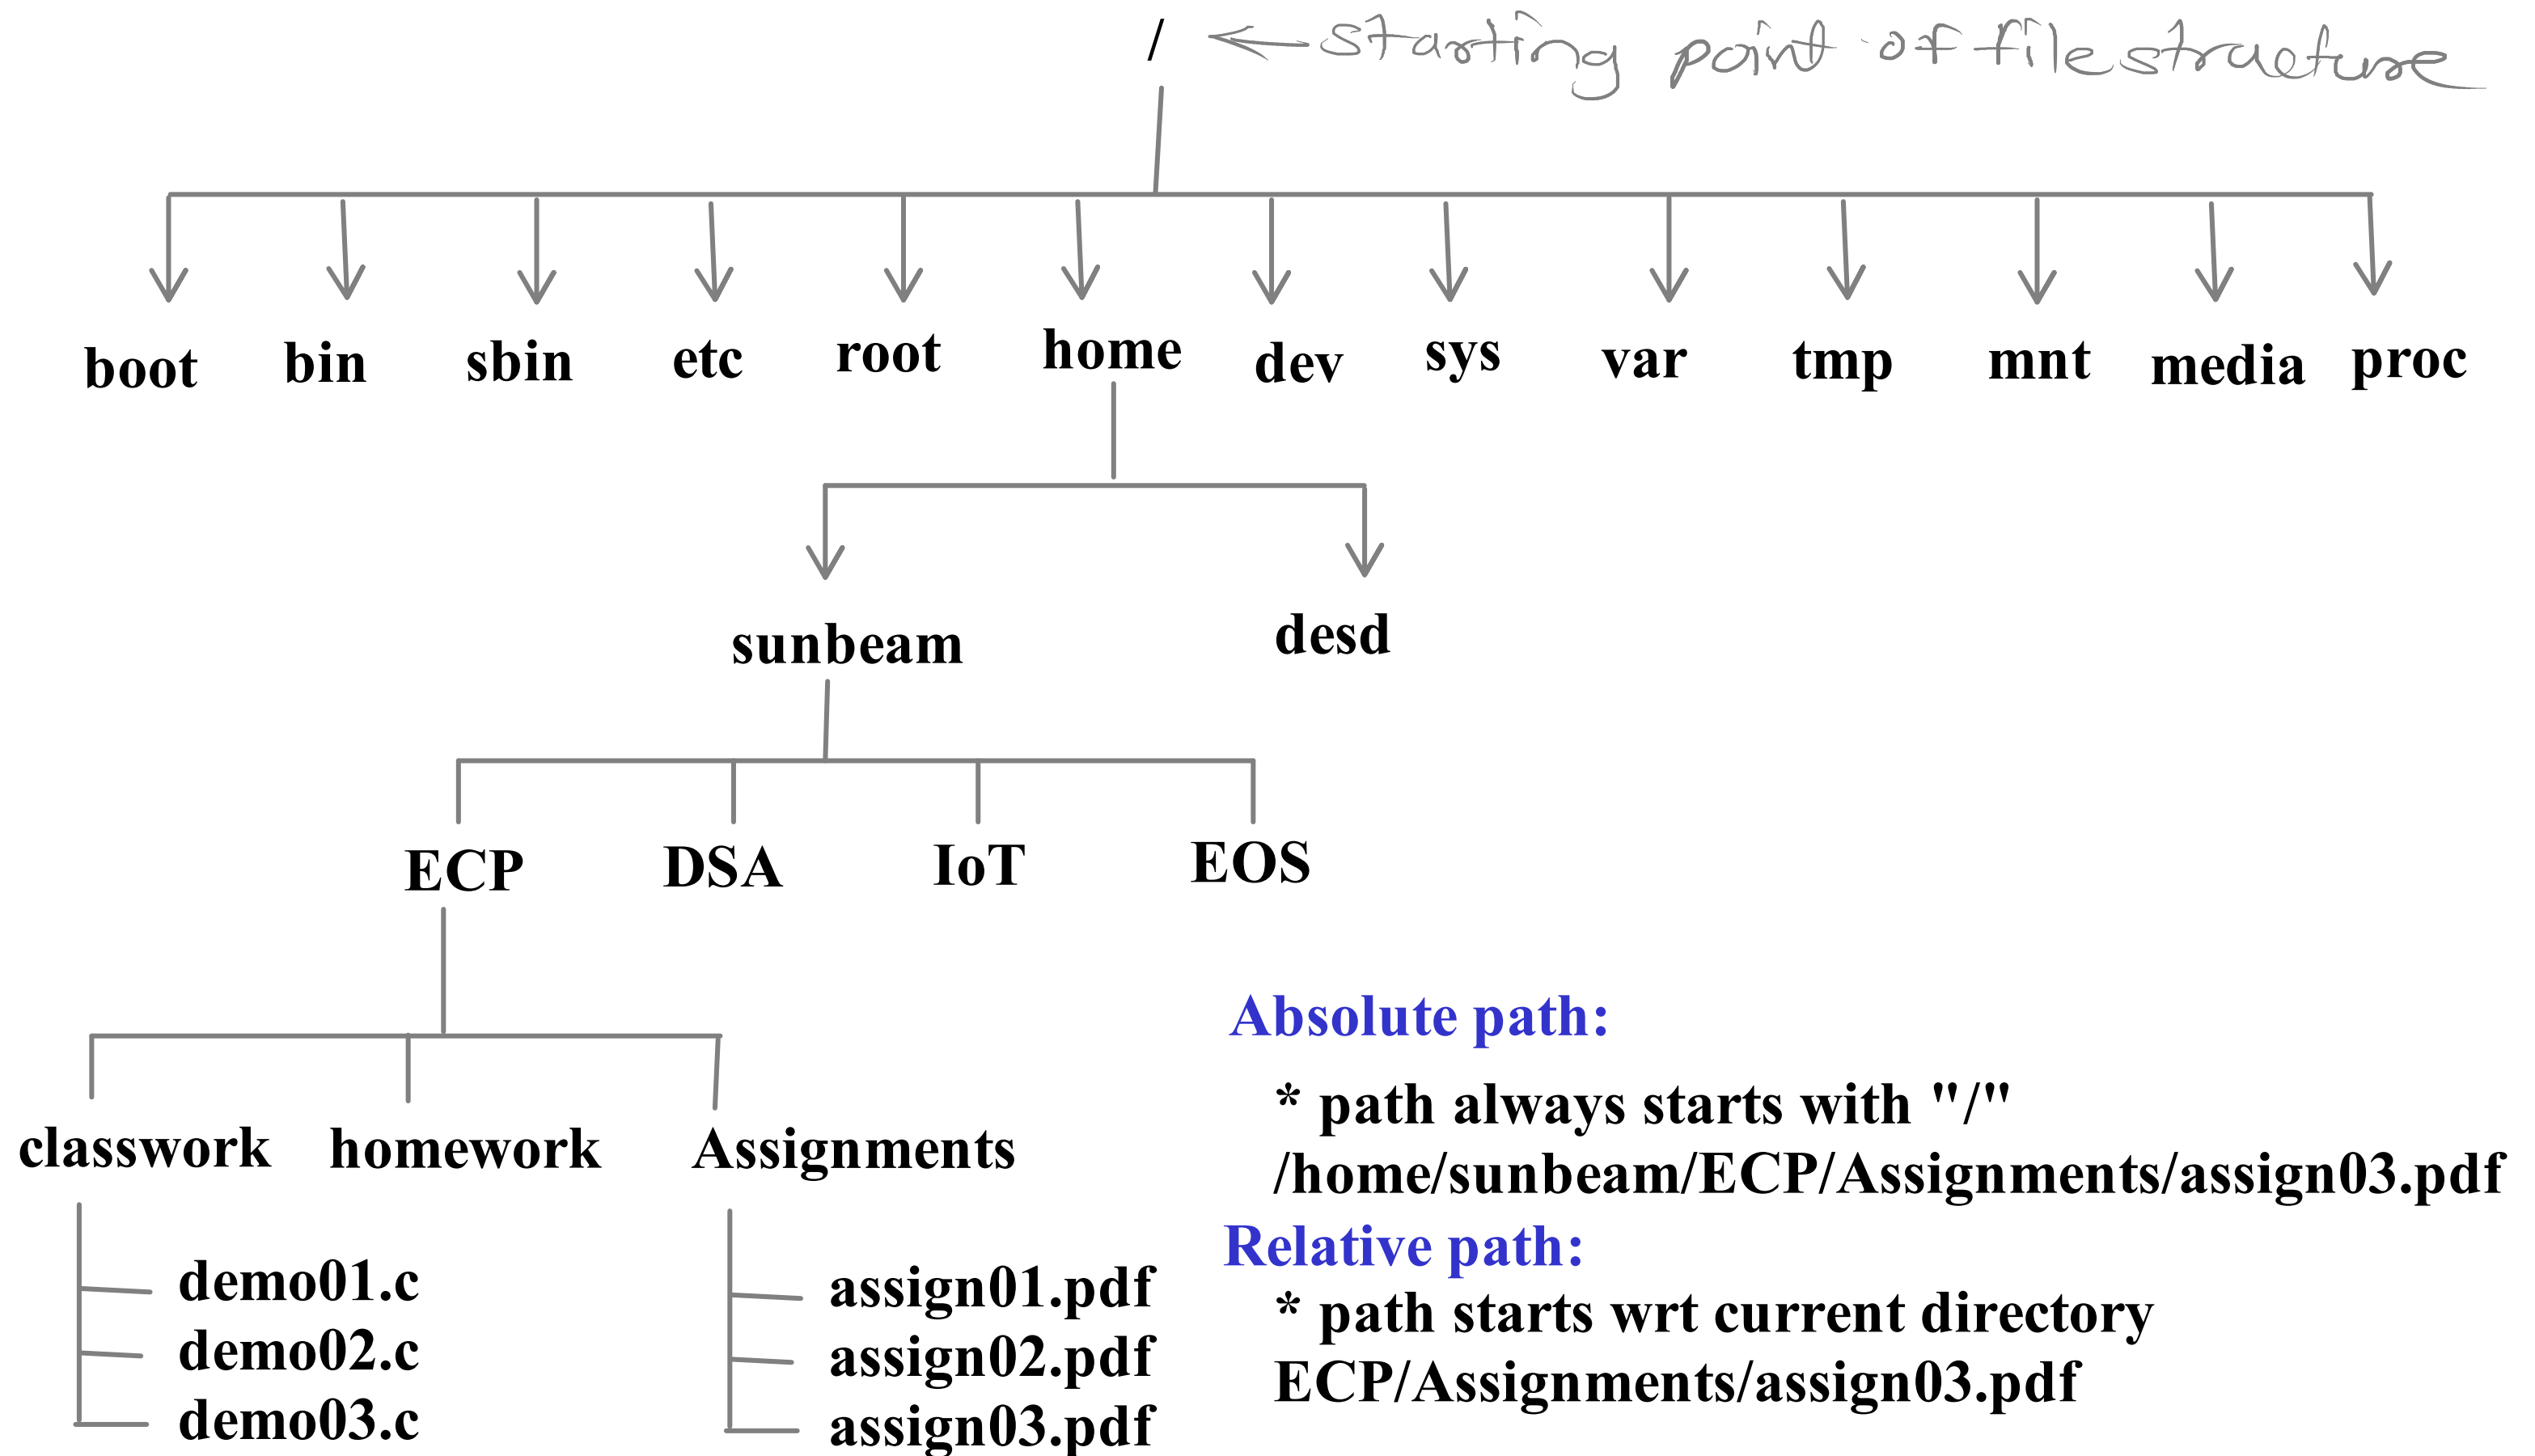 / ← starting point of file structure
boot bin sbin etc root home dev sys var tmp mnt media proc
sunbeam desd
ECP DSA IoT EOS
classwork homework Assignments
demo01.c
demo02.c
demo03.c
assign01.pdf
assign02.pdf
assign03.pdf
Absolute path:
* path always starts with "/"
/home/sunbeam/ECP/Assignments/assign03.pdf
Relative path:
* path starts wrt current directory
ECP/Assignments/assign03.pdf